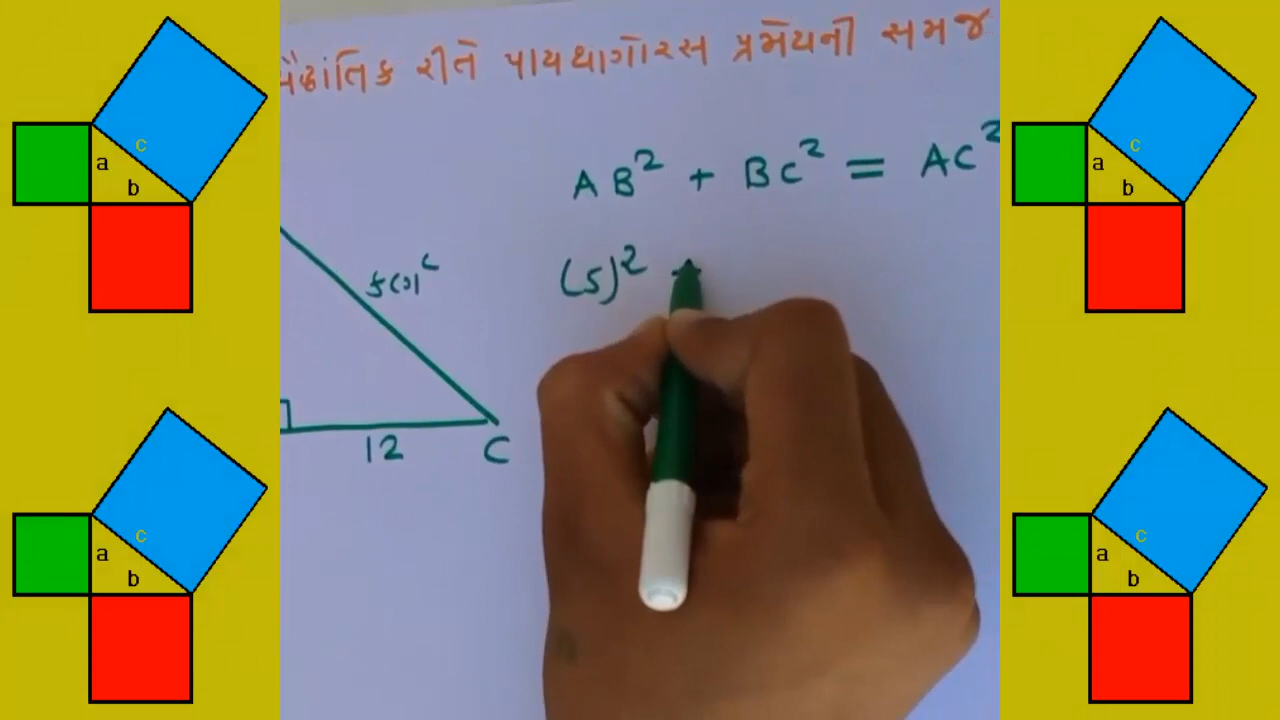 સૈદ્ધાંતિક રીતે પાયથાગોરસ પ્રમેયની સમજ
AB² + BC² = AC²
(5)²
કર્ણ
12 C
a
b
c
a
b
c
a
b
c
a
b
c